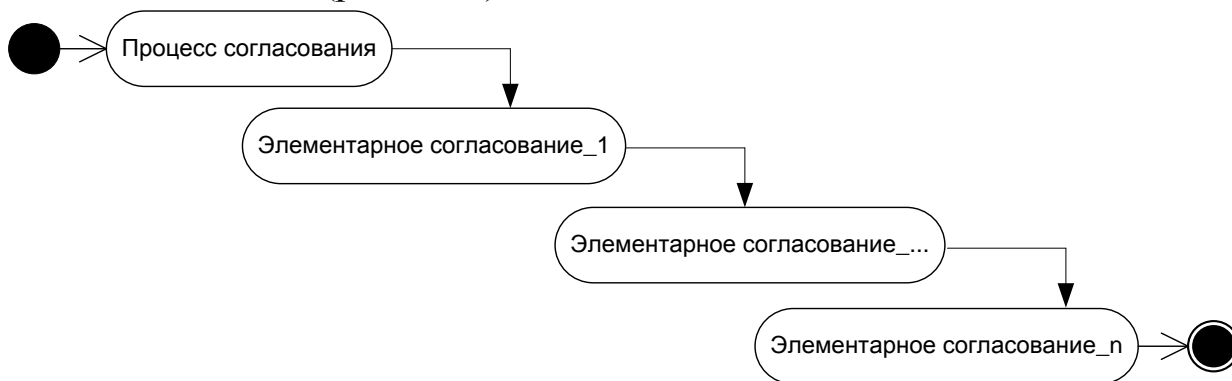 Процесс согласования
Элементарное согласование_1
Элементарное согласование_...
Элементарное согласование_n